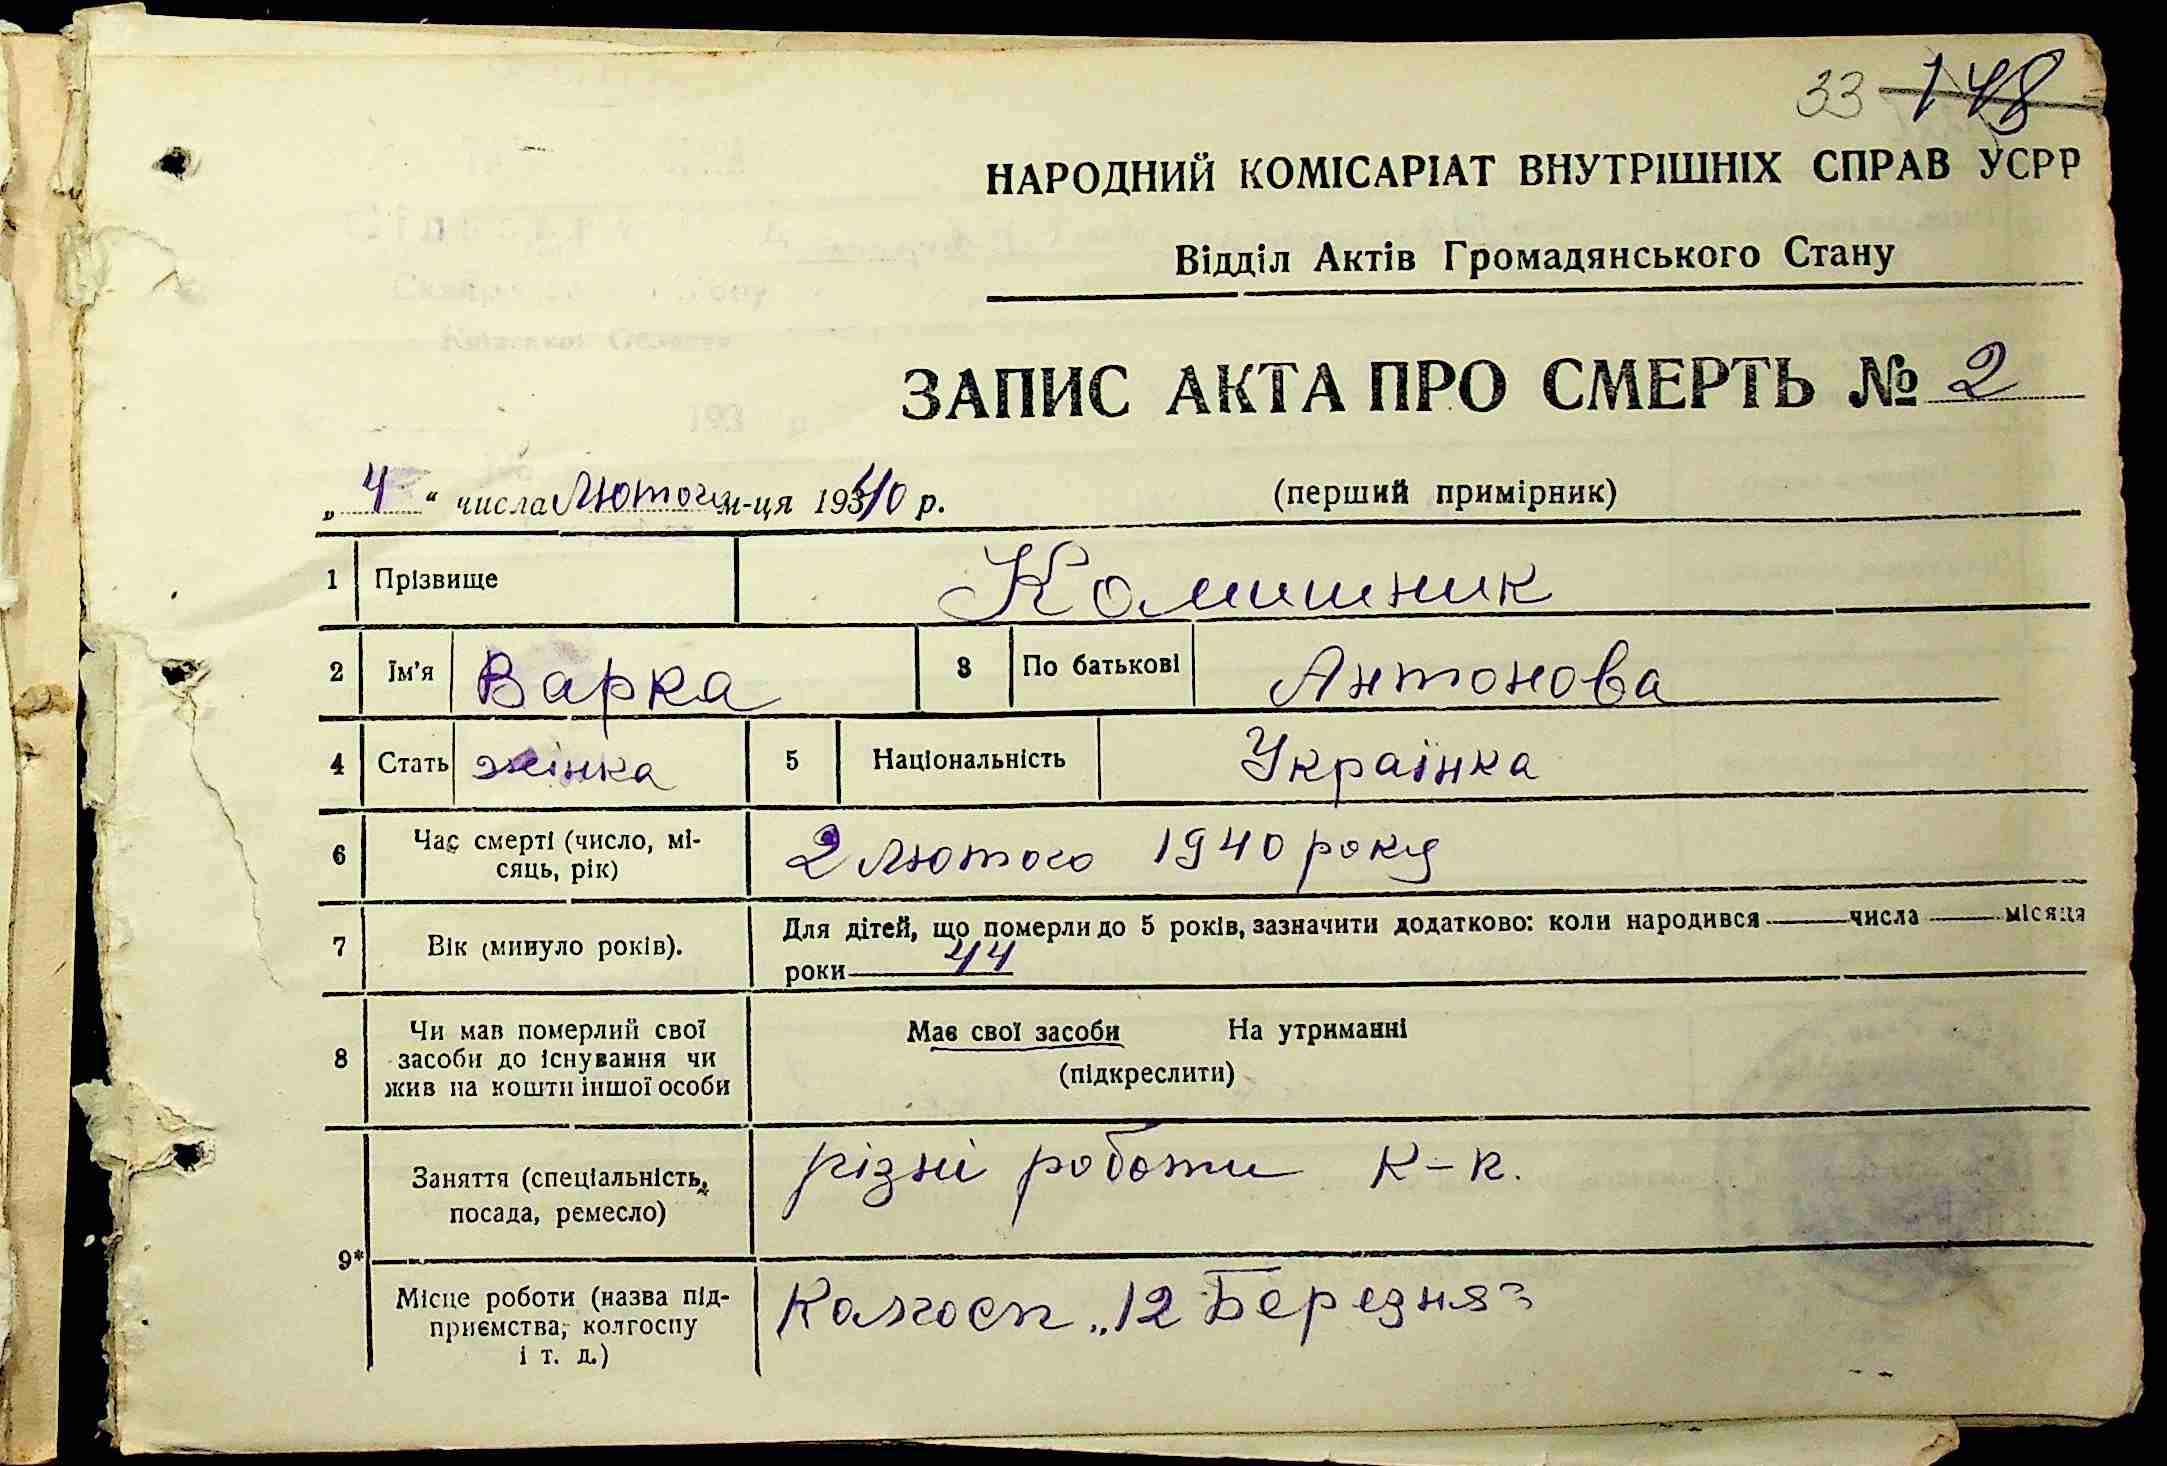 33 148
НАРОДНИЙ КОМІСАРІАТ ВНУТРІШНІХ СПРАВ УСРР
Відділ Актів Громадянського Стану
ЗАПИС АКТА ПРО СМЕРТЬ № 2
„4“ числа Лютого м-ця 1940 р. (перший примірник)
1 Прізвище Комишник
2 Ім’я Варка 3 По батькові Антонова
4 Стать жінка 5 Національність Українка
6 Час смерті (число, мі-
сяць, рік) 2 Лютого 1940 року
7 Вік (минуло років). Для дітей, що померли до 5 років, зазначити додатково: коли народився числа місяця
роки 44
8 Чи мав померлий свої
засоби до існування чи
жив на кошти іншої особи
Має свої засоби На утриманні
(підкреслити)
Заняття (спеціальність,
посада, ремесло) різні роботи к-к.
9*
Місце роботи (назва під-
приємства, колгоспу
і т. д.) Колгосп „12 Березня“